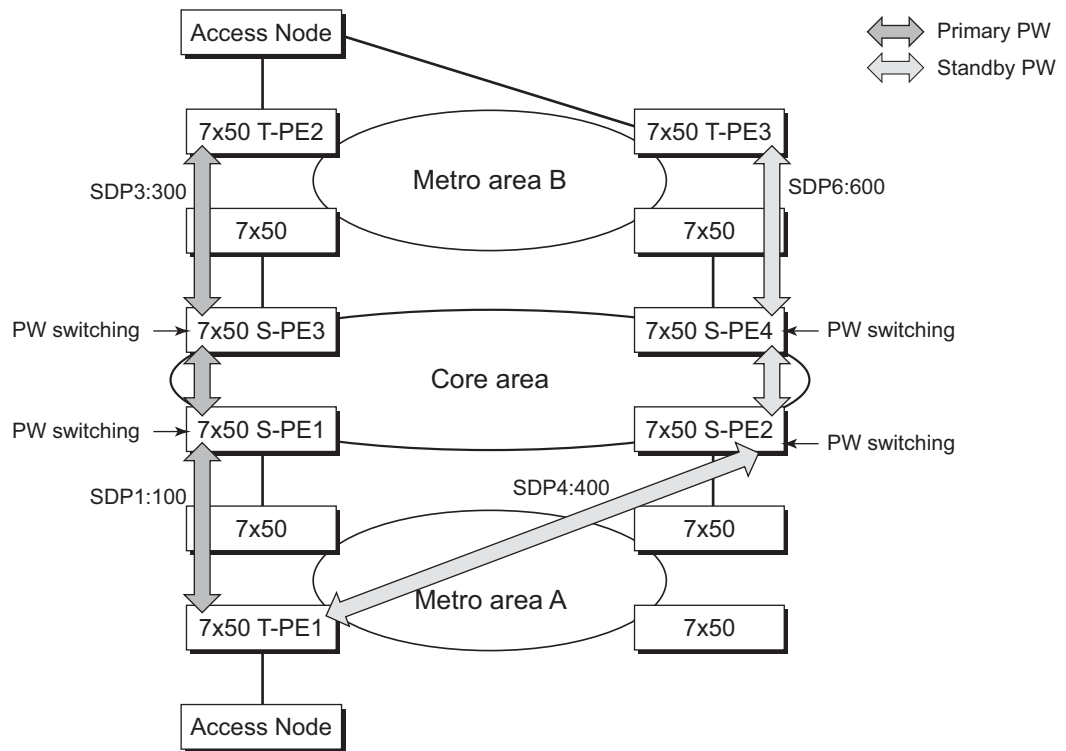 Access Node
Primary PW
Standby PW
7x50 T-PE2
7x50 T-PE3
Metro area B
SDP3:300
SDP6:600
7x50
7x50
PW switching
7x50 S-PE3
7x50 S-PE4
PW switching
Core area
PW switching
7x50 S-PE1
7x50 S-PE2
PW switching
SDP1:100
SDP4:400
7x50
7x50
Metro area A
7x50 T-PE1
7x50
Access Node